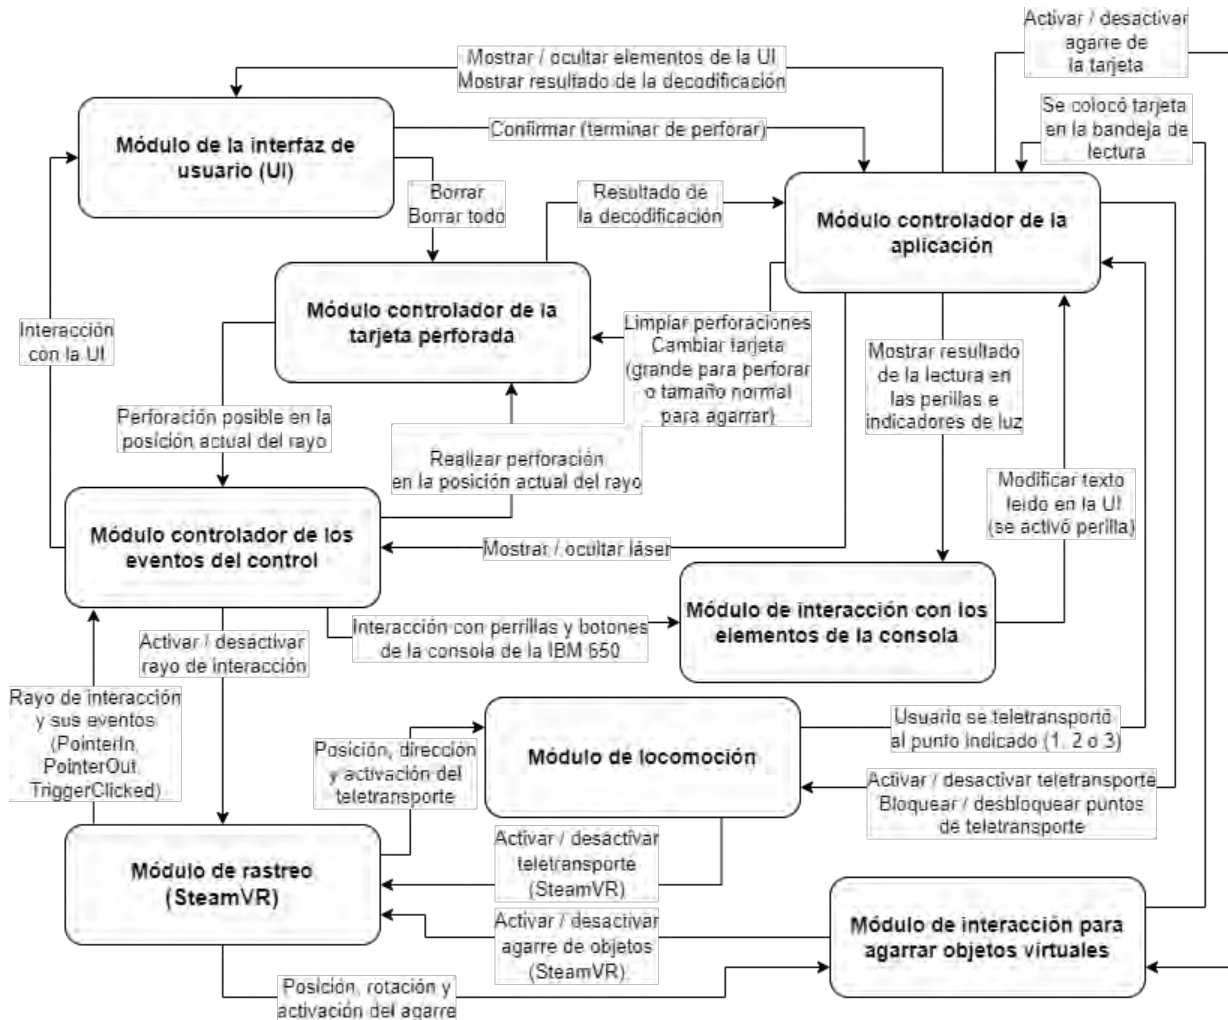 Activar / desactivar
agarre de
la tarjeta
Mostrar / ocultar elementos de la UI
Mostrar resultado de la decodificación
Se colocó tarjeta
en la bandeja de
lectura
Módulo de la interfaz de
usuario (UI)
Confirmar (terminar de perforar)
Borrar
Borrar todo
Resultado de
la decodificación
Módulo controlador de la
aplicación
Módulo controlador de la
tarjeta perforada
Interacción
con la UI
Limpiar perforaciones
Cambiar tarjeta
(grande para perforar
o tamaño normal
para agarrar)
Mostrar resultado
de la lectura en
las perillas e
indicadores de luz
Perforación posible en la
posición actual del rayo
Realizar perforación
en la posición actual del rayo
Modificar texto
leido en la UI
(se activó perilla)
Módulo controlador de los
eventos del control
Mostrar / ocultar láser
Módulo de interacción con los
elementos de la consola
Interacción con perrillas y botones
de la consola de la IBM 650
Activar / desactivar
rayo de interacción
Rayo de interacción
y sus eventos
(PointerIn,
PointerOut,
TriggerClicked)
Posición, dirección
y activación del
teletransporte
Módulo de locomoción
Usuario se teletransportó
al punto indicado (1, 2 o 3)
Activar / desactivar teletransporte
Bloquear / desbloquear puntos
de teletransporte
Módulo de rastreo
(SteamVR)
Activar / desactivar
teletransporte
(SteamVR)
Activar / desactivar
agarre de objetos
(SteamVR)
Módulo de interacción para
agarrar objetos virtuales
Posición, rotación y
activación del agarre